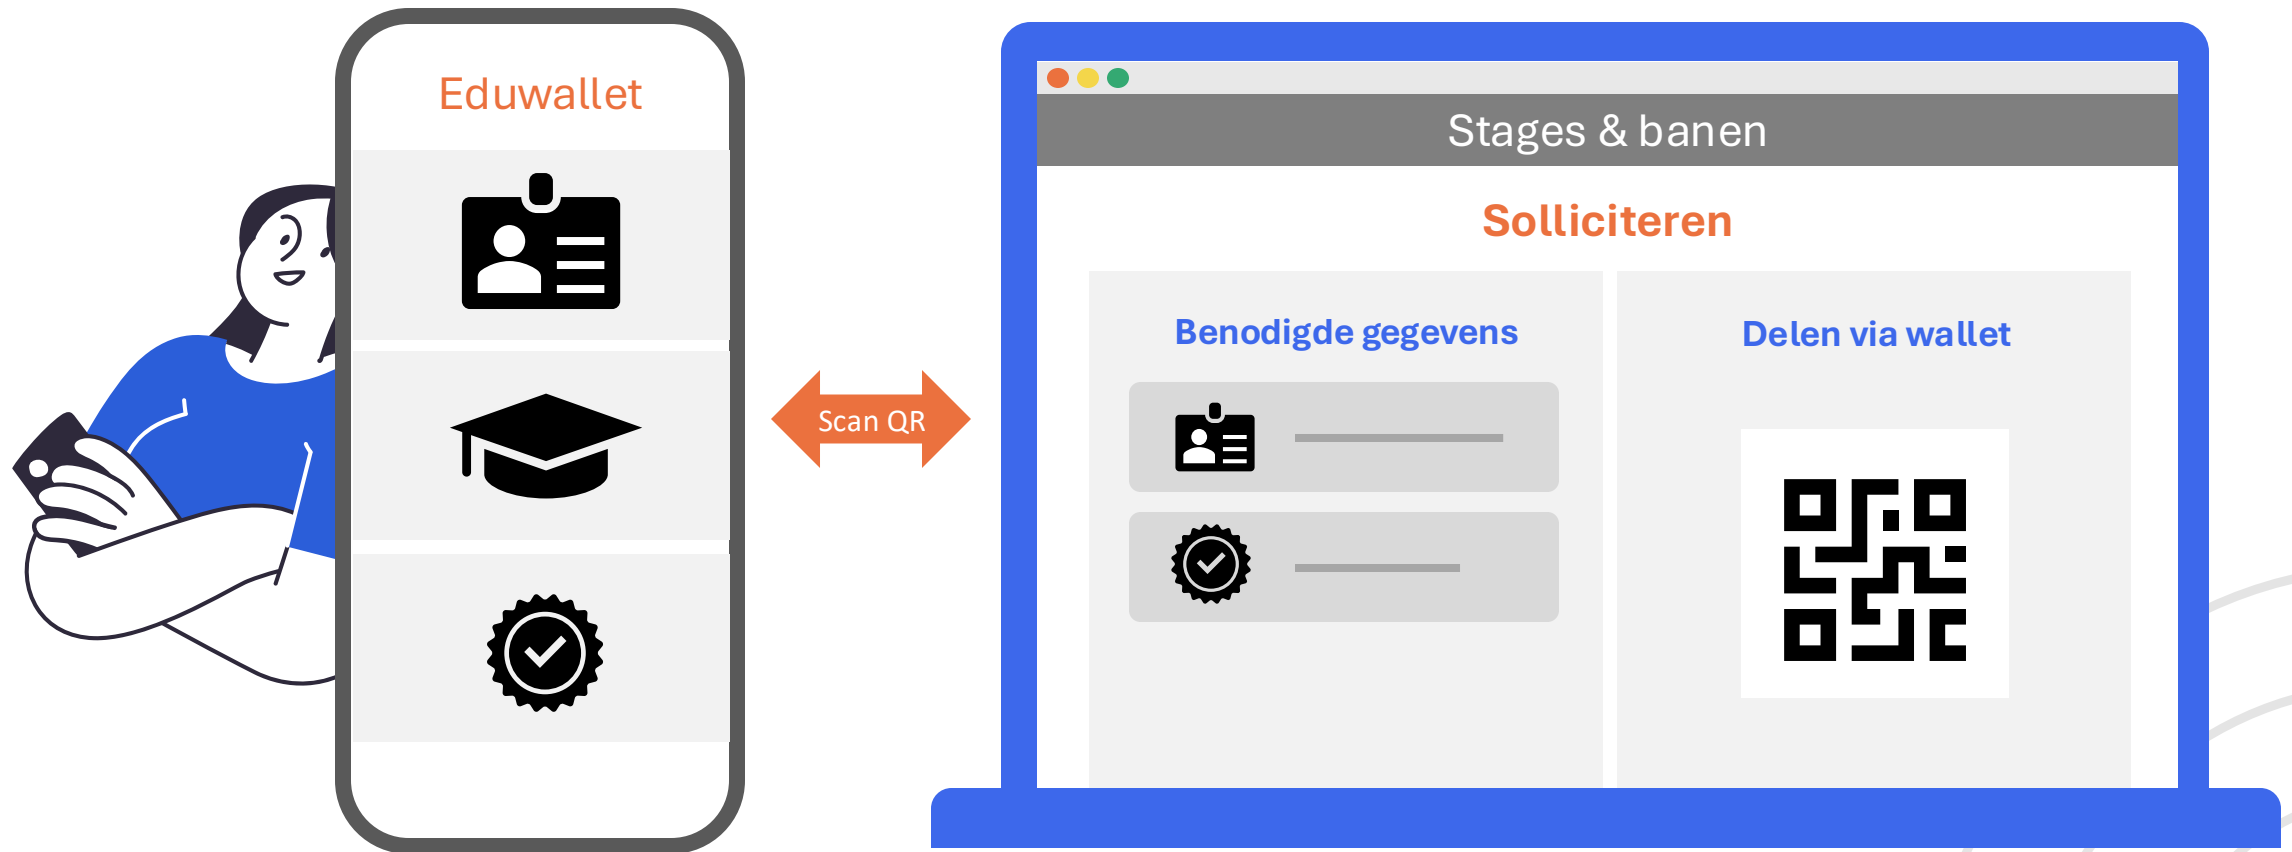 Eduwallet
Scan QR
Stages & banen
Solliciteren
Benodigde gegevens
Delen via wallet